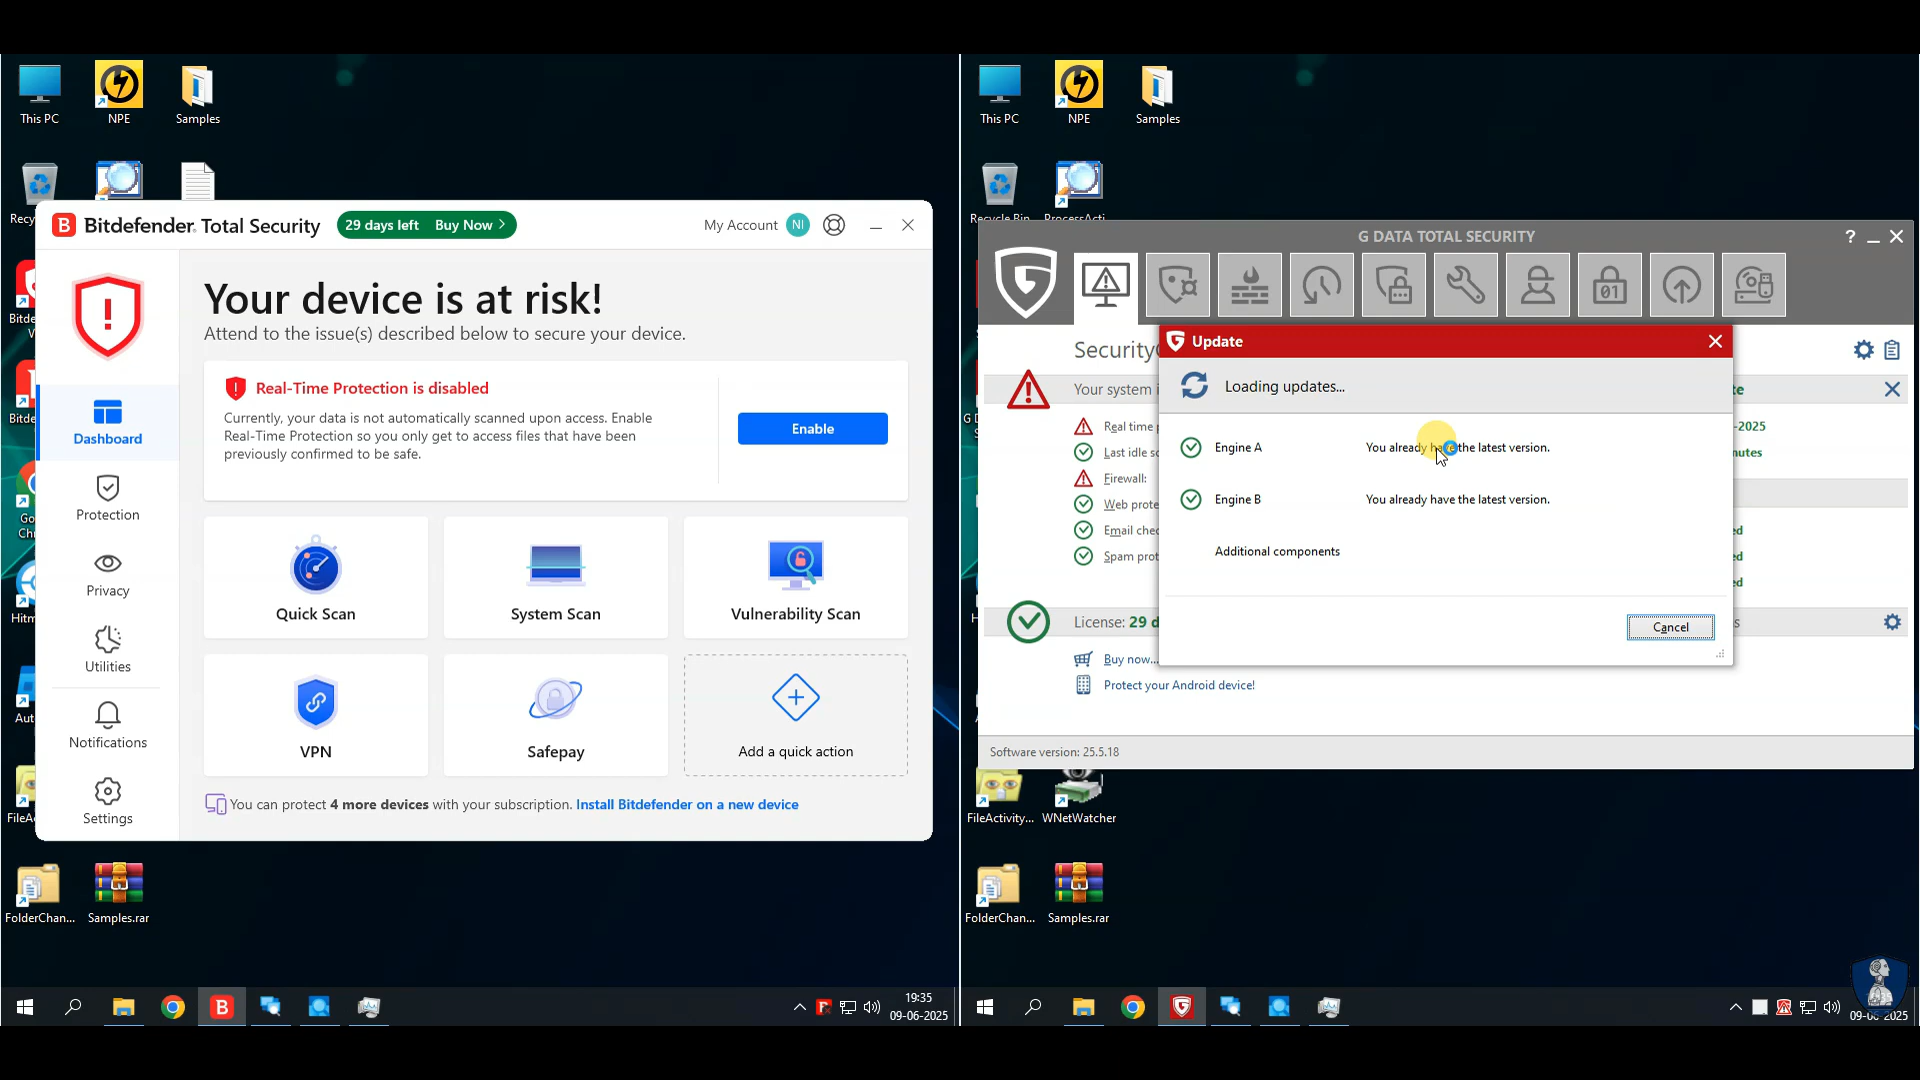 This PC
NPE
Samples
Bitdefender Total Security
29 days left Buy Now >
My Account NI
Your device is at risk!
Attend to the issue(s) described below to secure your device.
Real-Time Protection is disabled
Currently, your data is not automatically scanned upon access. Enable
Real-Time Protection so you only get to access files that have been
previously confirmed to be safe.
Enable
Dashboard
Protection
Privacy
Utilities
Notifications
Settings
Quick Scan
System Scan
Vulnerability Scan
VPN
Safepay
Add a quick action
You can protect 4 more devices with your subscription. Install Bitdefender on a new device
FolderChan...
Samples.rar
19:35
09-06-2025
This PC
NPE
Samples
Recycle Bin
ProcessActi...
G DATA TOTAL SECURITY
?
Security
Your system i
Real time p
Last idle sc
Firewall:
Web prote
Email chec
Spam prot
-2025
nutes
License: 29 d
Buy now...
Protect your Android device!
Software version: 25.5.18
Update
Loading updates...
Engine A
You already have the latest version.
Engine B
You already have the latest version.
Additional components
Cancel
FileActivity...
WNetWatcher
FolderChan...
Samples.rar
09-06-2025